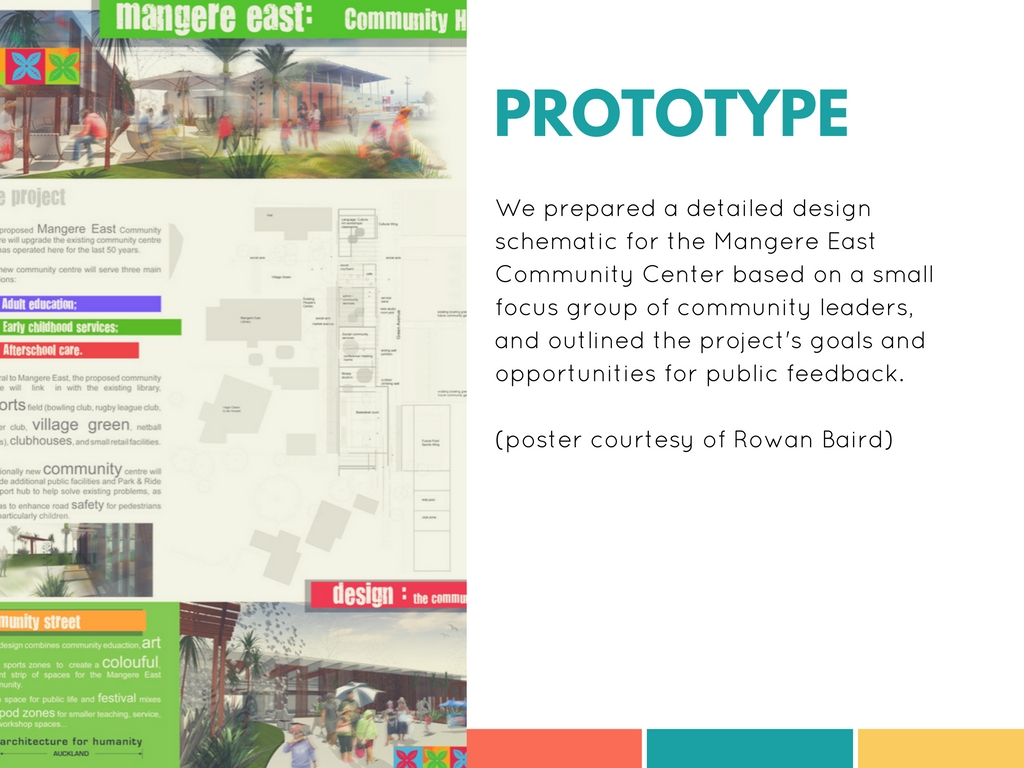 mangere east: Community H
e project
proposed Mangere East Community
re will upgrade the existing community centre
has operated here for the last 50 years.
new community centre will serve three main
ions:
Adult education;
Early childhood services;
Afterschool care.
ral to Mangere East, the proposed community
e will link in with the existing library,
orts field (bowling club, rugby league club,
er club, village green, netball
s), clubhouses, and small retail facilities.
ionally new community centre will
de additional public facilities and Park & Ride
port hub to help solve existing problems, as
as to enhance road safety for pedestrians
particularly children.
design : the commu
munity street
design combines community eduaction, art
sports zones to create a colourful,
nt strip of spaces for the Mangere East
munity.
space for public life and festival mixes
pod zones for smaller teaching, service,
workshop spaces...
architecture for humanity
AUCKLAND
PROTOTYPE
We prepared a detailed design
schematic for the Mangere East
Community Center based on a small
focus group of community leaders,
and outlined the project's goals and
opportunities for public feedback.
(poster courtesy of Rowan Baird)